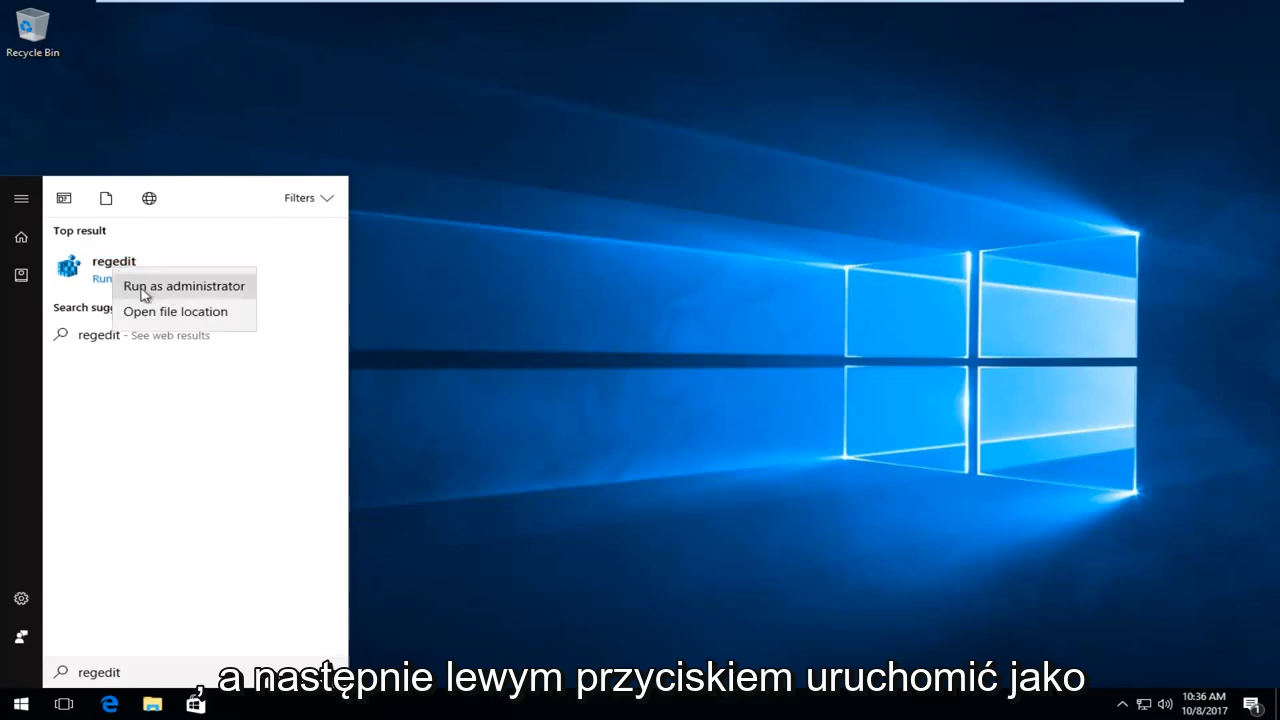 Recycle Bin
Filters
Top result
regedit
Run
Run as administrator
Search sugg
Open file location
regedit - See web results
regedit
, a następnie lewym przyciskiem uruchomić jako
10:36 AM
10/8/2017
1